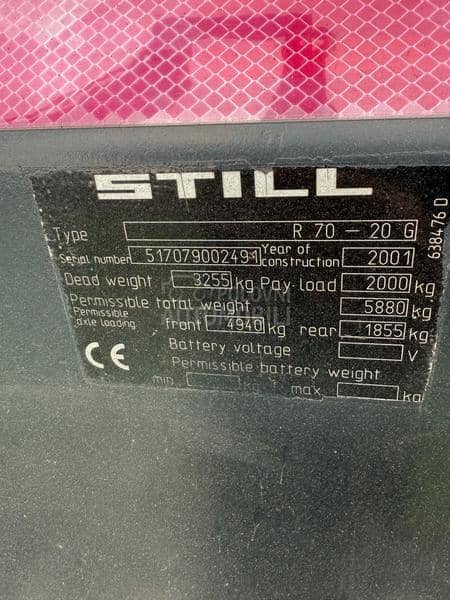 STILL
Type R 70 - 20 G
Serial number 517079002491 Year of construction 2001
Dead weight 3255 kg Pay-load 2000 kg
Permissible total weight 5880 kg
Permissible axle loading front 4940 kg rear 1855 kg
Battery voltage V
CE Permissible battery weight
min kg max kg
638476 D